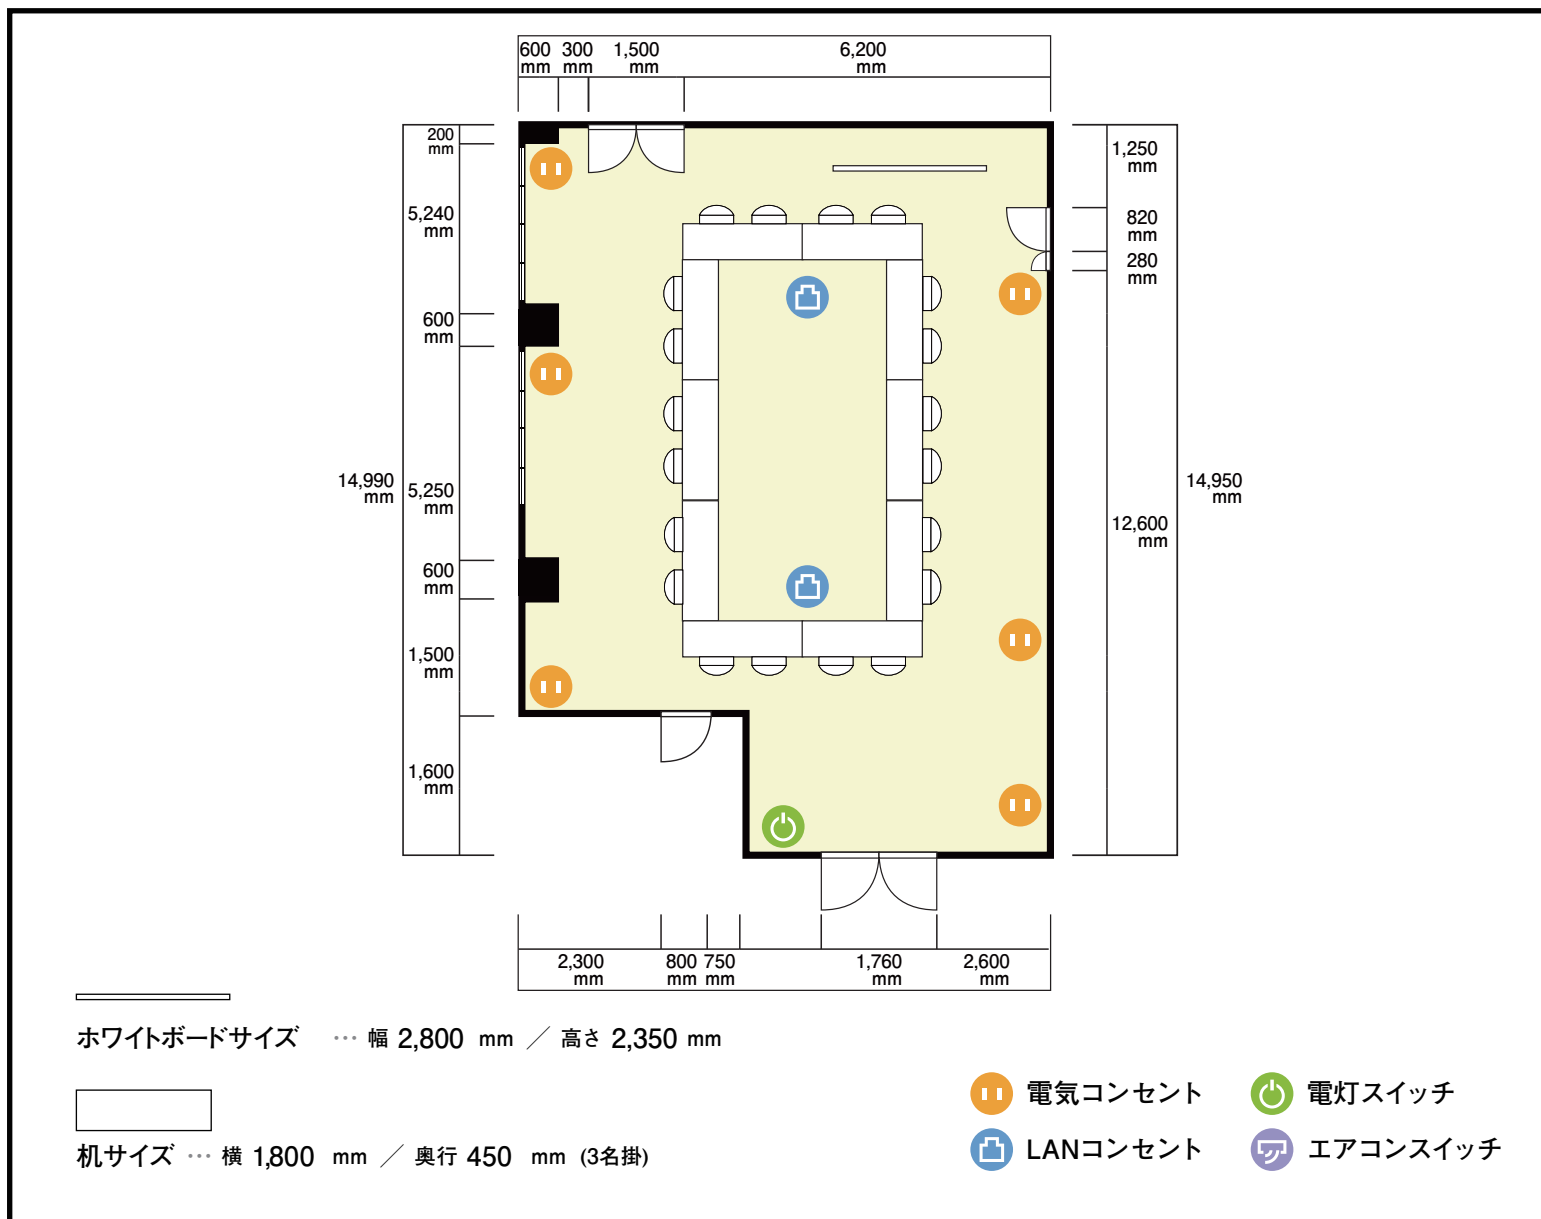 600 300 1,500 6,200
mm mm mm mm
200
mm
5,240
mm
600
mm
14,990
mm
5,250
mm
600
mm
1,500
mm
1,600
mm
1,250
mm
820
mm
280
mm
14,950
mm
12,600
mm
2,300 800 750 1,760 2,600
mm mm mm mm mm
ホワイトボードサイズ … 幅 2,800 mm ／ 高さ 2,350 mm
机サイズ … 横 1,800 mm ／ 奥行 450 mm (3名掛)
電気コンセント 電灯スイッチ
LANコンセント エアコンスイッチ